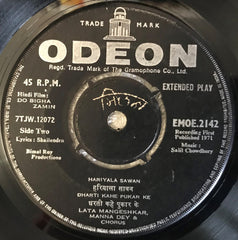 TRADE MARK
ODEON
Regd. Trade Mark of The Gramophone Co., Ltd.
45 R.P.M.
EXTENDED PLAY
Hindi Film:
DO BIGHA
ZAMIN
7TJW.12072
EMOE.2142
Side Two
Recording
First Published
1971
Lyrics: Shailendra
Music:
Salil Chowdhury
Bimal Roy
Productions
HARIYALA SAWAN
हरियाला सावन
DHARTI KAHE PUKAR KE
धरती कहे पुकार के
LATA MANGESHKAR,
MANNA DEY &
CHORUS